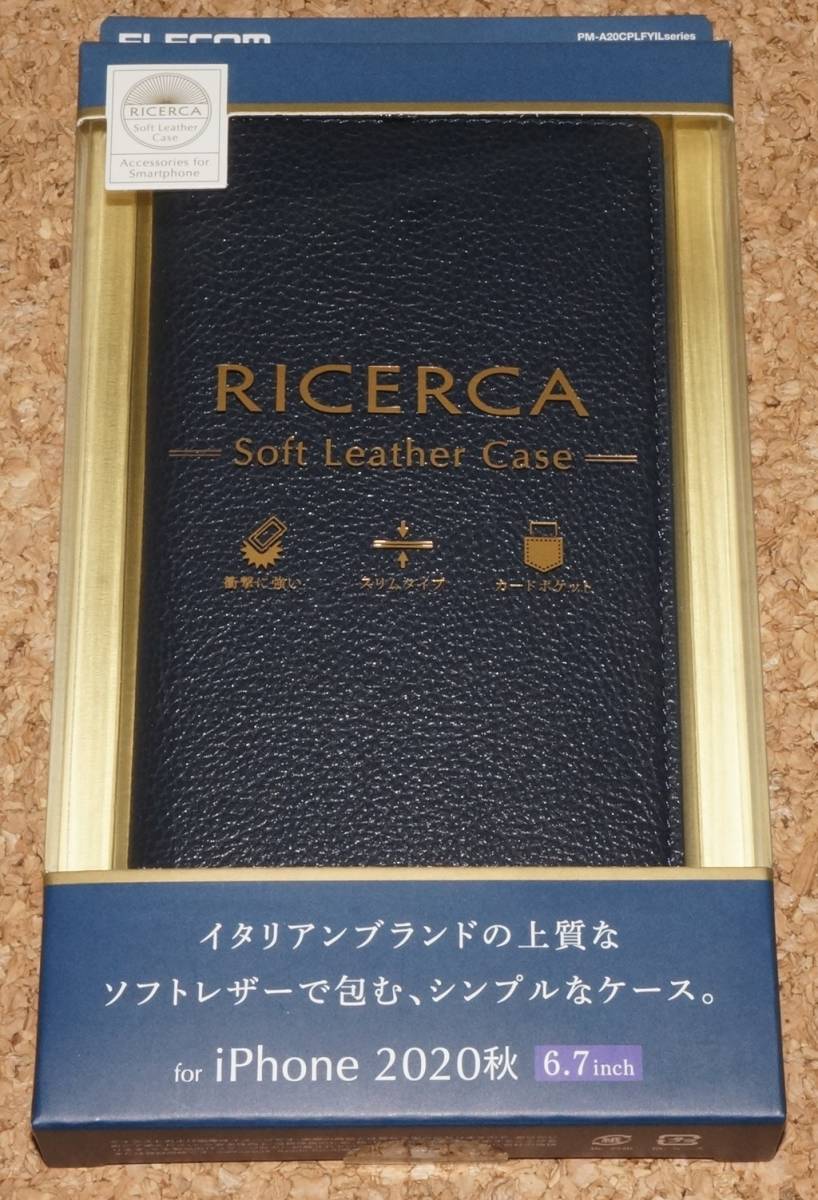 ELECOM
PM-A20CPLFYILseries
RICERCA
Soft Leather
Case
Accessories for
Smartphone
RICERCA
Soft Leather Case
衝撃に強い
スリムタイプ
カードポケット
イタリアンブランドの上質な
ソフトレザーで包む、シンプルなケース。
for iPhone 2020秋 6.7inch